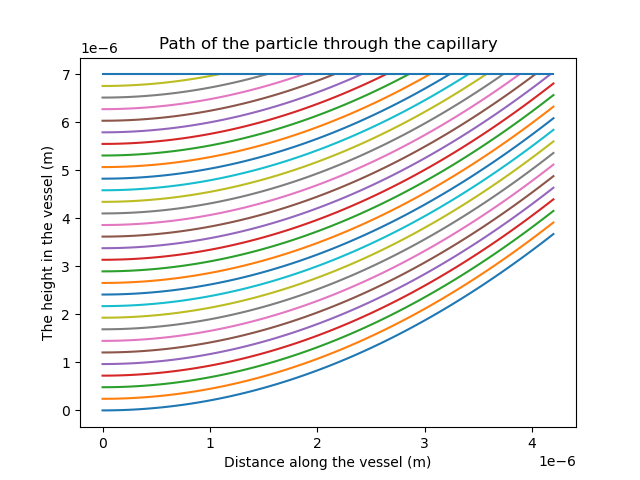 Path of the particle through the capillary
1e−6
7
6
5
4
3
2
1
0
The height in the vessel (m)
0 1 2 3 4
1e−6
Distance along the vessel (m)